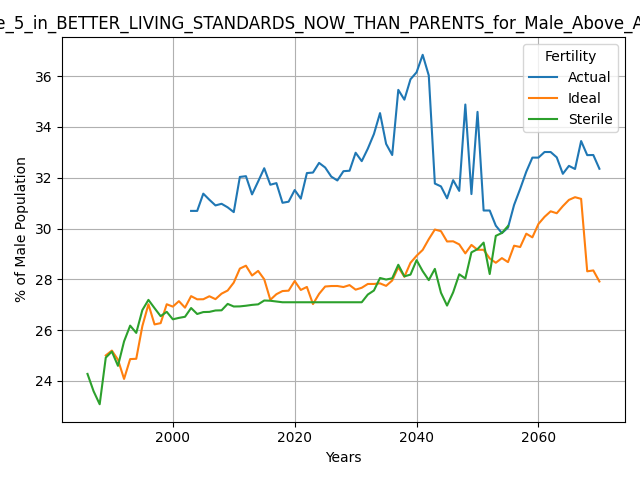 e_5_in_BETTER_LIVING_STANDARDS_NOW_THAN_PARENTS_for_Male_Above_A
Fertility
Actual
Ideal
Sterile
% of Male Population
36
34
32
30
28
26
24
2000
2020
2040
2060
Years